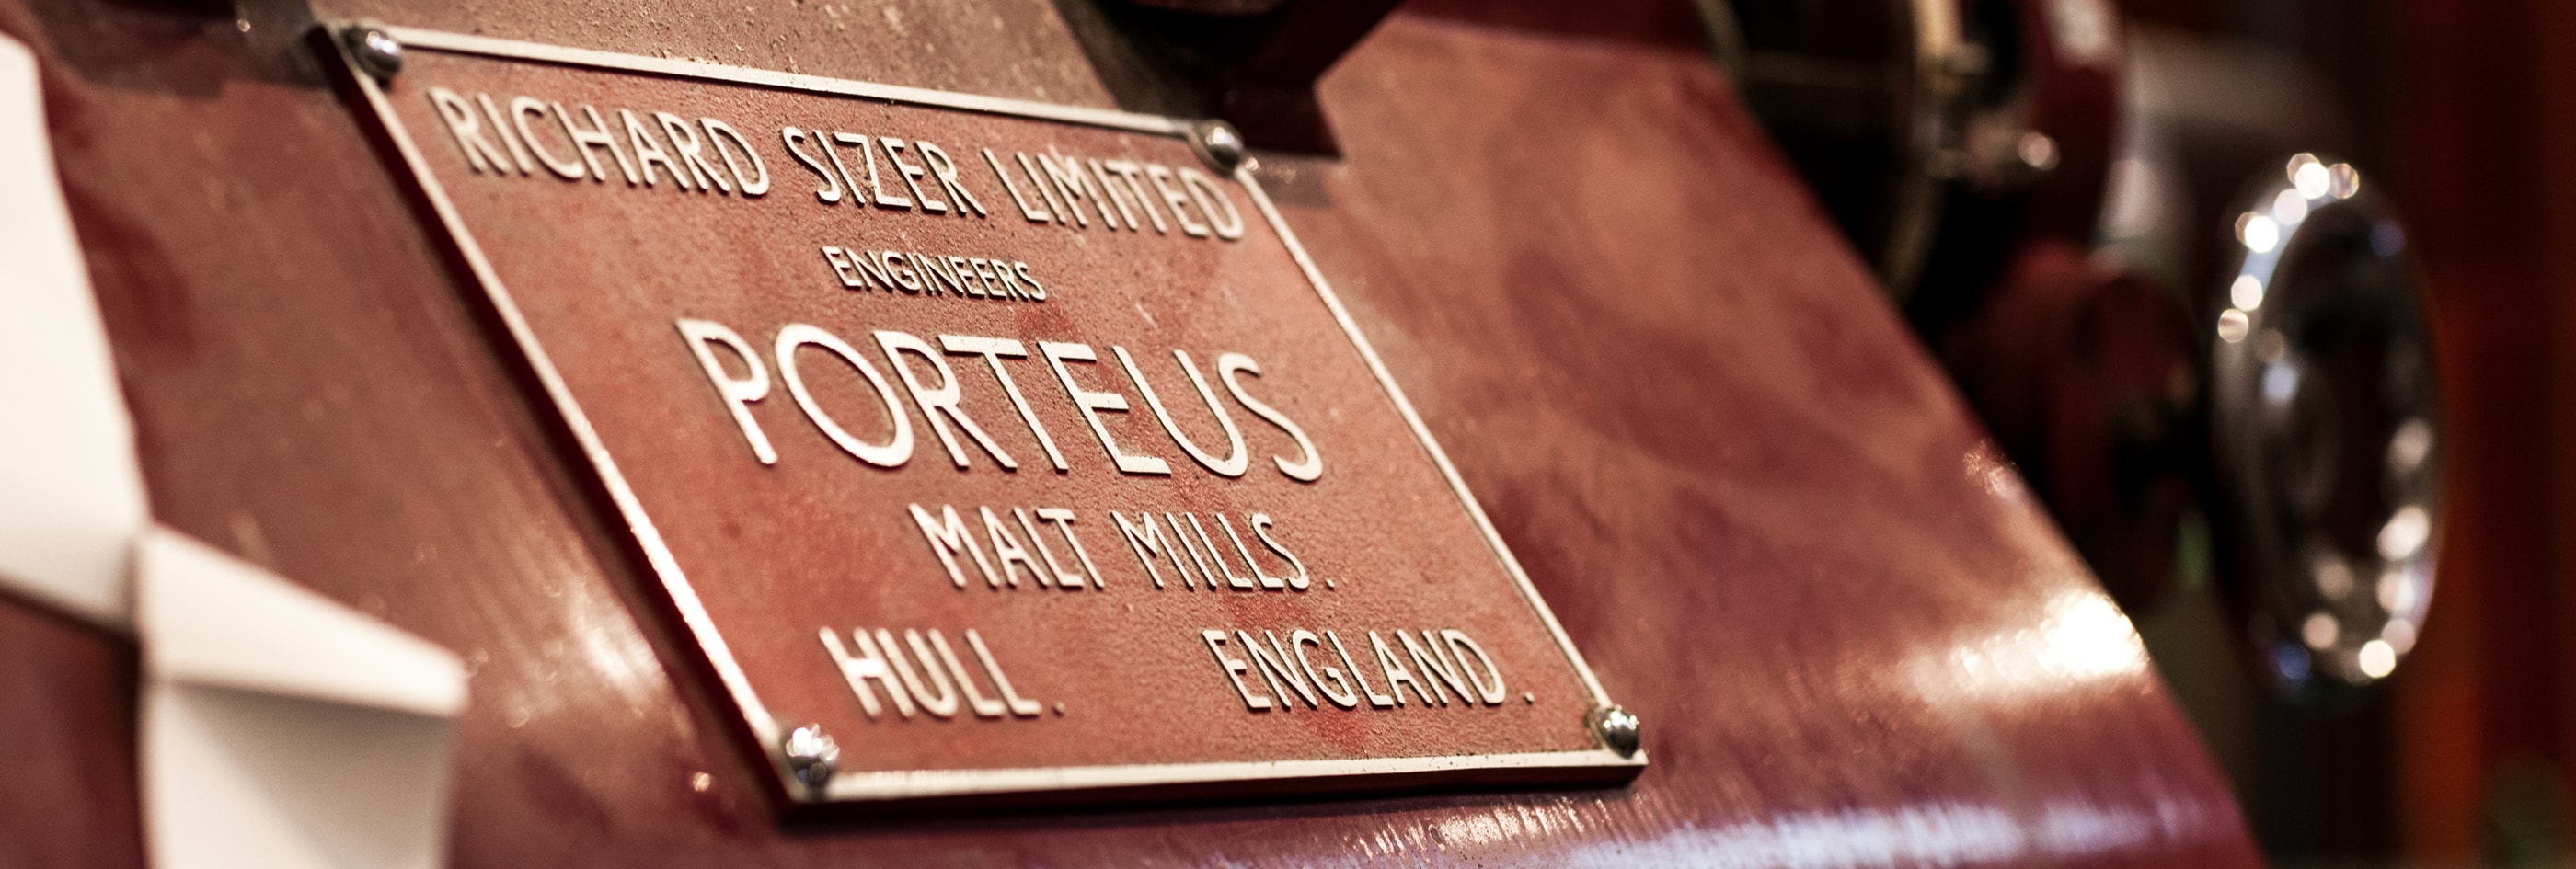 RICHARD SIZER LIMITED
ENGINEERS
PORTEUS
MALT MILLS.
HULL. ENGLAND.